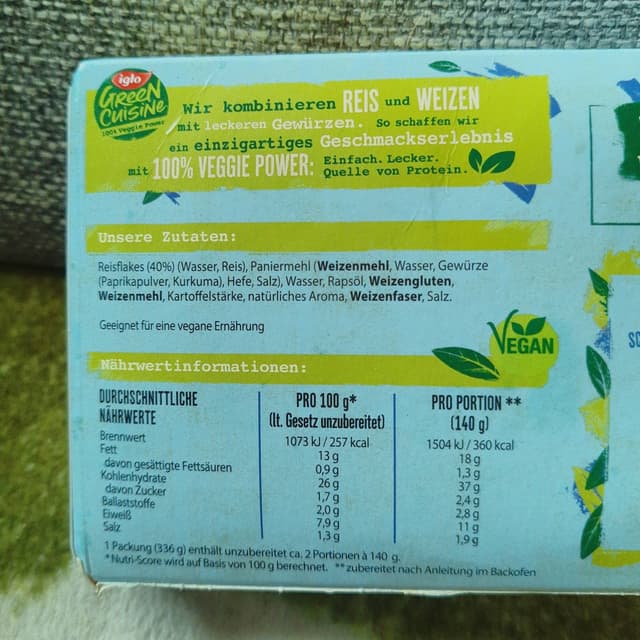 iglo
GREEN
CUISINE
100% Veggie Power
Wir kombinieren REIS und WEIZEN
mit leckeren Gewürzen. So schaffen wir
ein einzigartiges Geschmackserlebnis
mit 100% VEGGIE POWER: Einfach. Lecker.
Quelle von Protein.
Unsere Zutaten:
Reisflakes (40%) (Wasser, Reis), Paniermehl (Weizenmehl, Wasser, Gewürze
(Paprikapulver, Kurkuma), Hefe, Salz), Wasser, Rapsöl, Weizengluten,
Weizenmehl, Kartoffelstärke, natürliches Aroma, Weizenfaser, Salz.
Geeignet für eine vegane Ernährung
VEGAN
Nährwertinformationen:
DURCHSCHNITTLICHE NÄHRWERTE PRO 100 g* (lt. Gesetz unzubereitet) PRO PORTION ** (140 g)
Brennwert 1073 kJ / 257 kcal 1504 kJ / 360 kcal
Fett 13 g 18 g
davon gesättigte Fettsäuren 0,9 g 1,3 g
Kohlenhydrate 26 g 37 g
davon Zucker 1,7 g 2,4 g
Ballaststoffe 2,0 g 2,8 g
Eiweiß 7,9 g 11 g
Salz 1,3 g 1,9 g
1 Packung (336 g) enthält unzubereitet ca. 2 Portionen à 140 g.
*Nutri-Score wird auf Basis von 100 g berechnet. **zubereitet nach Anleitung im Backofen